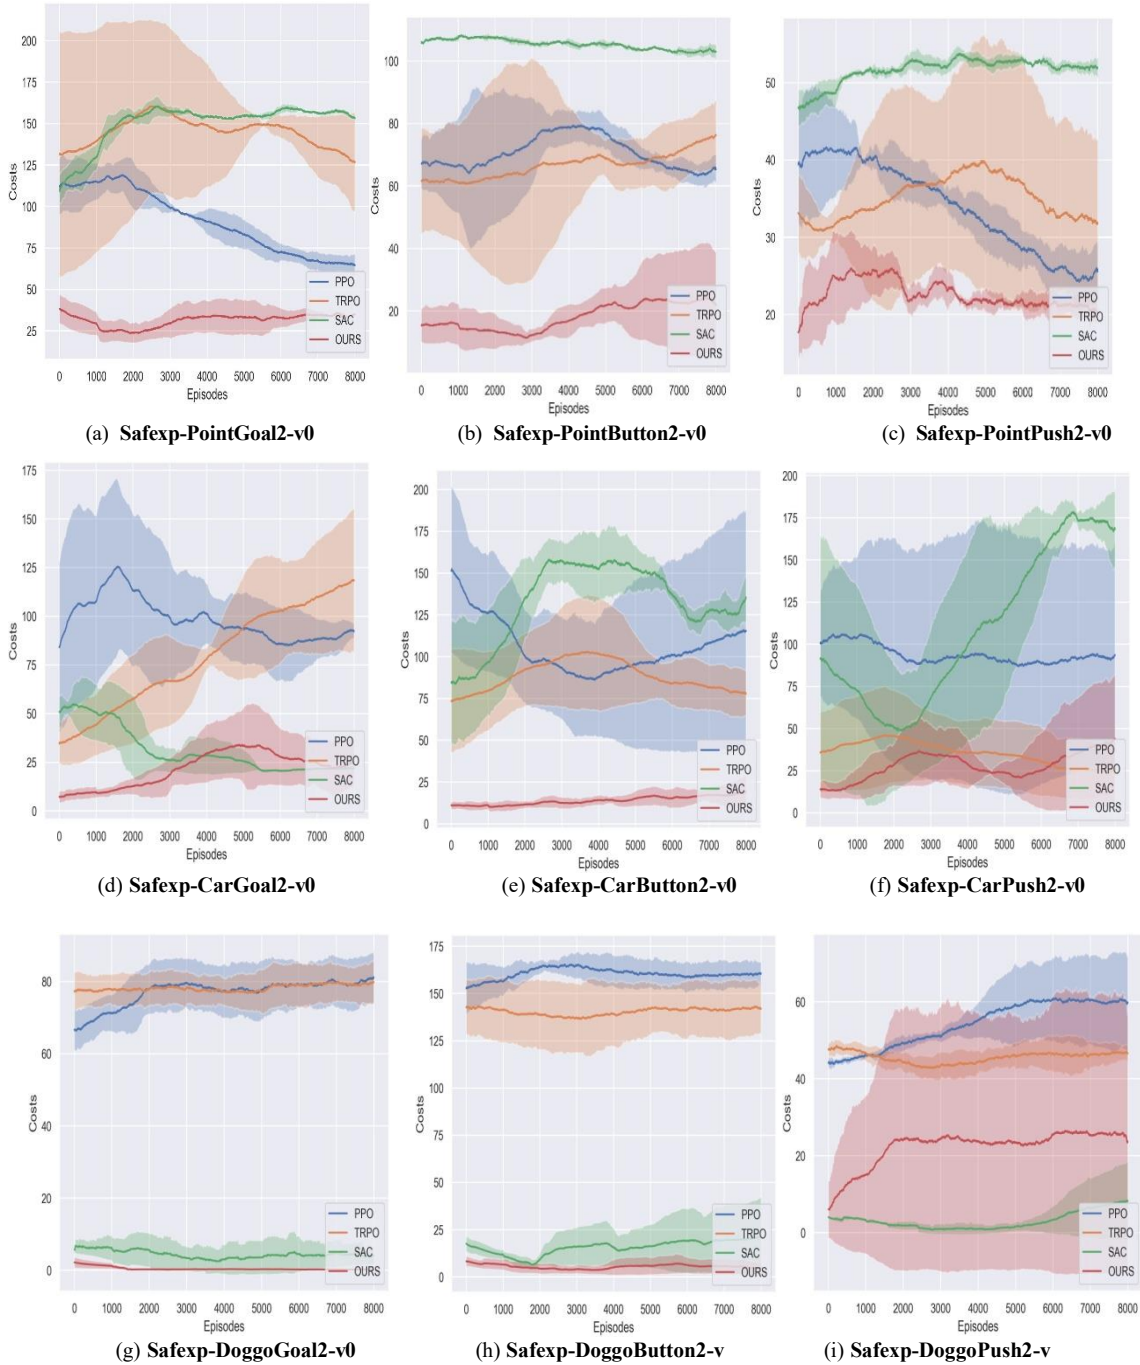 200
175
150
125
100
75
50
25
Costs
0 1000 2000 3000 4000 5000 6000 7000 8000
Episodes
PPO
TRPO
SAC
OURS
(a) Safexp-PointGoal2-v0
100
80
60
40
20
Costs
0 1000 2000 3000 4000 5000 6000 7000 8000
Episodes
PPO
TRPO
SAC
OURS
(b) Safexp-PointButton2-v0
50
40
30
20
Costs
0 1000 2000 3000 4000 5000 6000 7000 8000
Episodes
PPO
TRPO
SAC
OURS
(c) Safexp-PointPush2-v0
175
150
125
100
75
50
25
0
Costs
0 1000 2000 3000 4000 5000 6000 7000 8000
Episodes
PPO
TRPO
SAC
OURS
(d) Safexp-CarGoal2-v0
200
175
150
125
100
75
50
25
0
Costs
0 1000 2000 3000 4000 5000 6000 7000 8000
Episodes
PPO
TRPO
SAC
OURS
(e) Safexp-CarButton2-v0
200
175
150
125
100
75
50
25
0
Costs
0 1000 2000 3000 4000 5000 6000 7000 8000
Episodes
PPO
TRPO
SAC
OURS
(f) Safexp-CarPush2-v0
80
60
40
20
0
Costs
0 1000 2000 3000 4000 5000 6000 7000 8000
Episodes
PPO
TRPO
SAC
OURS
(g) Safexp-DoggoGoal2-v0
175
150
125
175
100
75
50
25
0
Costs
0 1000 2000 3000 4000 5000 6000 7000 8000
Episodes
PPO
TRPO
SAC
OURS
(h) Safexp-DoggoButton2-v
60
40
20
0
Costs
0 1000 2000 3000 4000 5000 6000 7000 8000
Episodes
PPO
TRPO
SAC
OURS
(i) Safexp-DoggoPush2-v